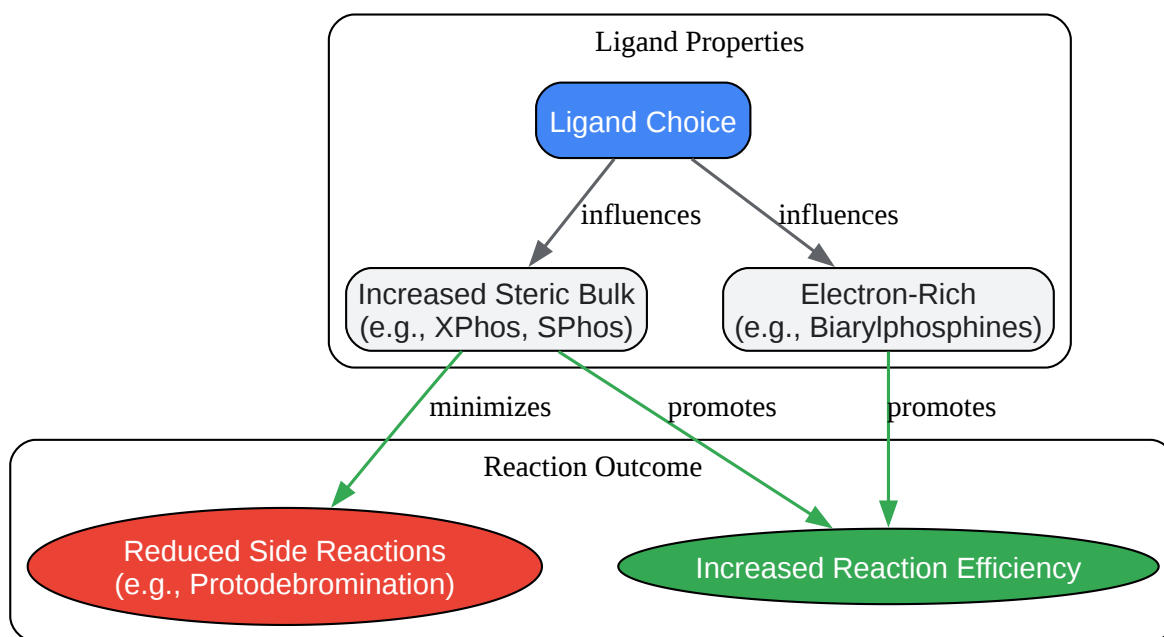 Ligand Properties
Ligand Choice
influences
influences
Increased Steric Bulk
(e.g., XPhos, SPhos)
Electron-Rich
(e.g., Biarylphosphines)
minimizes
promotes
promotes
Reaction Outcome
Reduced Side Reactions
(e.g., Protodebromination)
Increased Reaction Efficiency